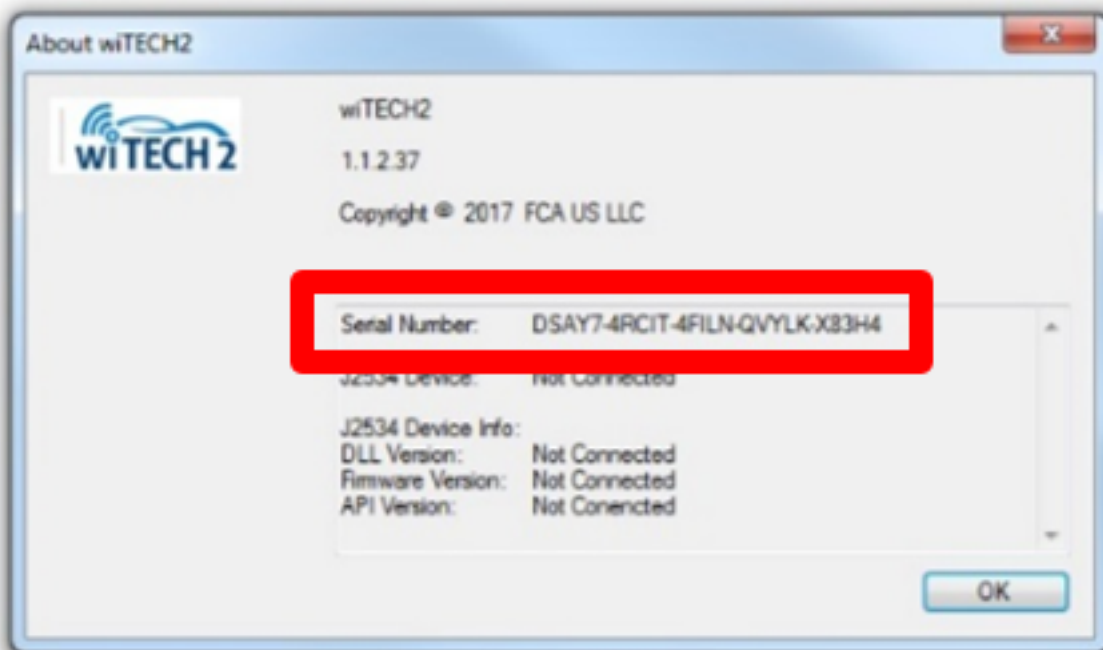 About wiTECH2
wiTECH 2
wiTECH2
1.1.2.37
Copyright © 2017 FCA US LLC
Serial Number: DSAY7-4RCIT-4FILN-QVYLK-X83H4
J2534 Device: Not Connected
J2534 Device Info:
DLL Version: Not Connected
Firmware Version: Not Connected
API Version: Not Conencted
OK